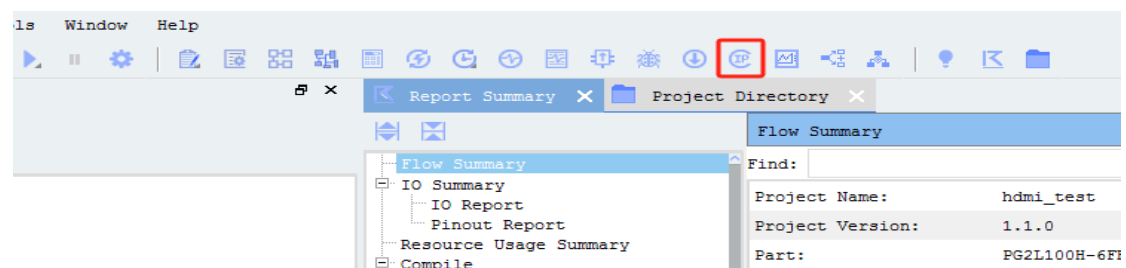 Window Help
IP
Report Summary
Project Directory
Flow Summary
Flow Summary
Find:
IO Summary
IO Report
Pinout Report
Resource Usage Summary
Compile
Project Name: hdmi_test
Project Version: 1.1.0
Part: